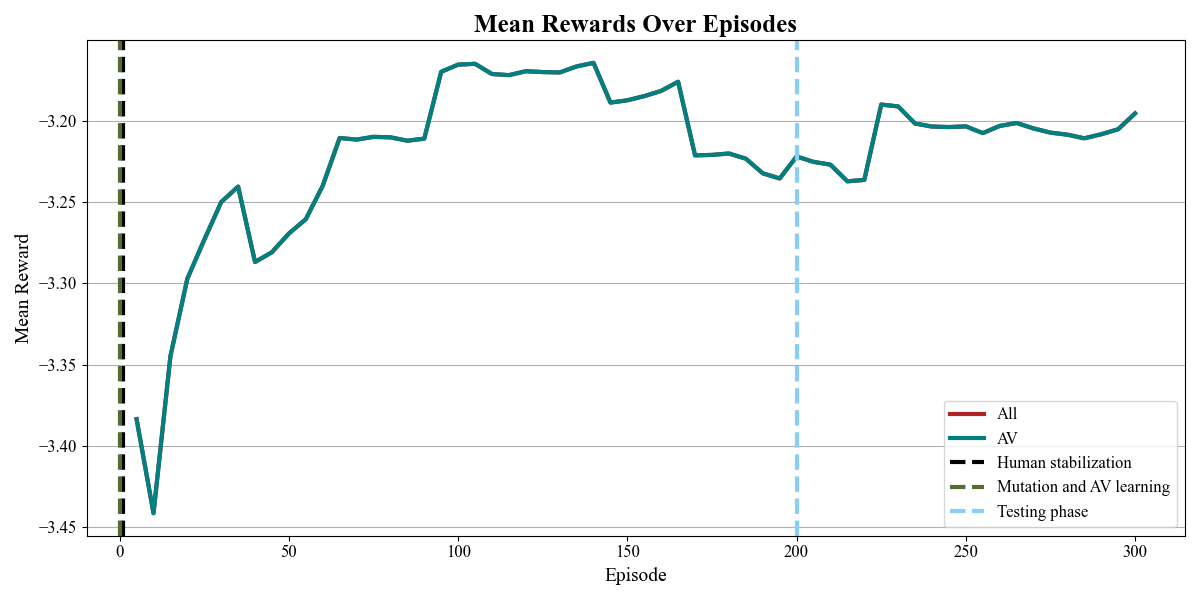 Mean Rewards Over Episodes
Mean Reward
−3.20
−3.25
−3.30
−3.35
−3.40
−3.45
All
AV
Human stabilization
Mutation and AV learning
Testing phase
0 50 100 150 200 250 300
Episode